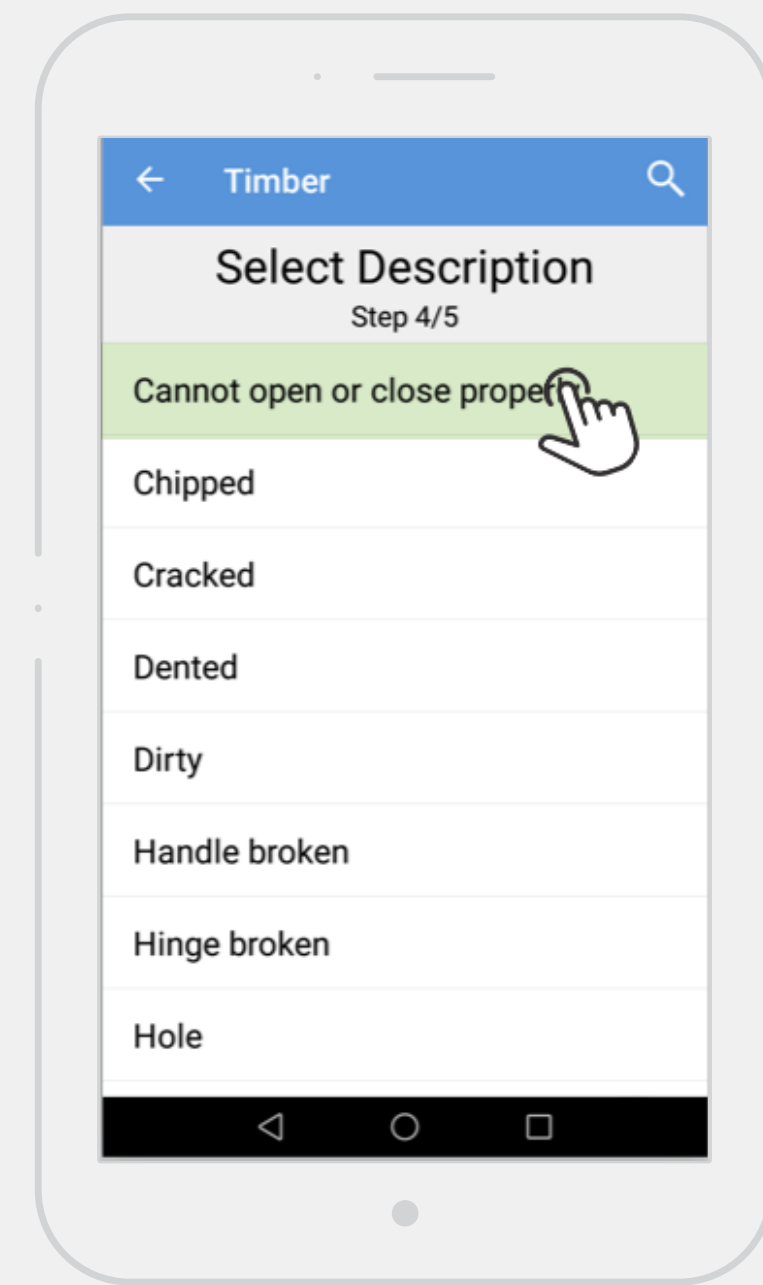 Timber
Select Description
Step 4/5
Cannot open or close properly
Chipped
Cracked
Dented
Dirty
Handle broken
Hinge broken
Hole